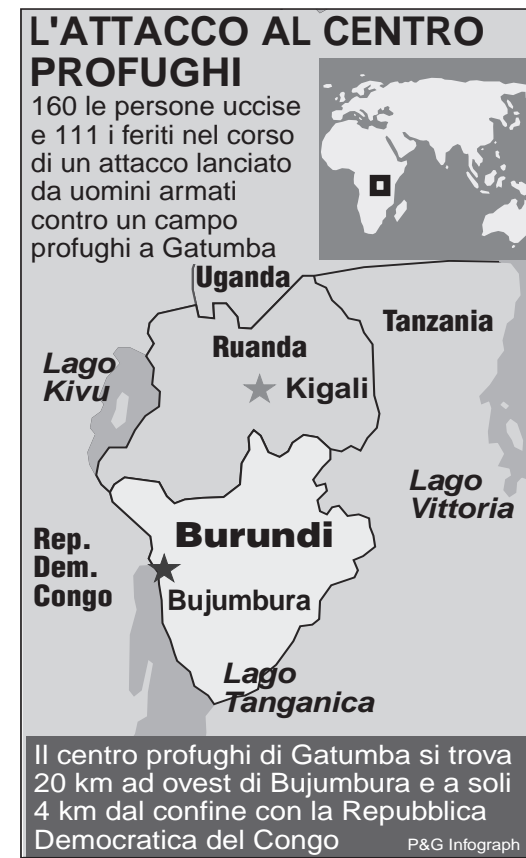 L'ATTACCO AL CENTRO
PROFUGHI
160 le persone uccise
e 111 i feriti nel corso
di un attacco lanciato
da uomini armati
contro un campo
profughi a Gatumba
Uganda
Tanzania
Ruanda
Lago
Kivu
Kigali
Lago
Vittoria
Burundi
Rep.
Dem.
Congo
Bujumbura
Lago
Tanganica
Il centro profughi di Gatumba si trova
20 km ad ovest di Bujumbura e a soli
4 km dal confine con la Repubblica
Democratica del Congo
P&G Infograph